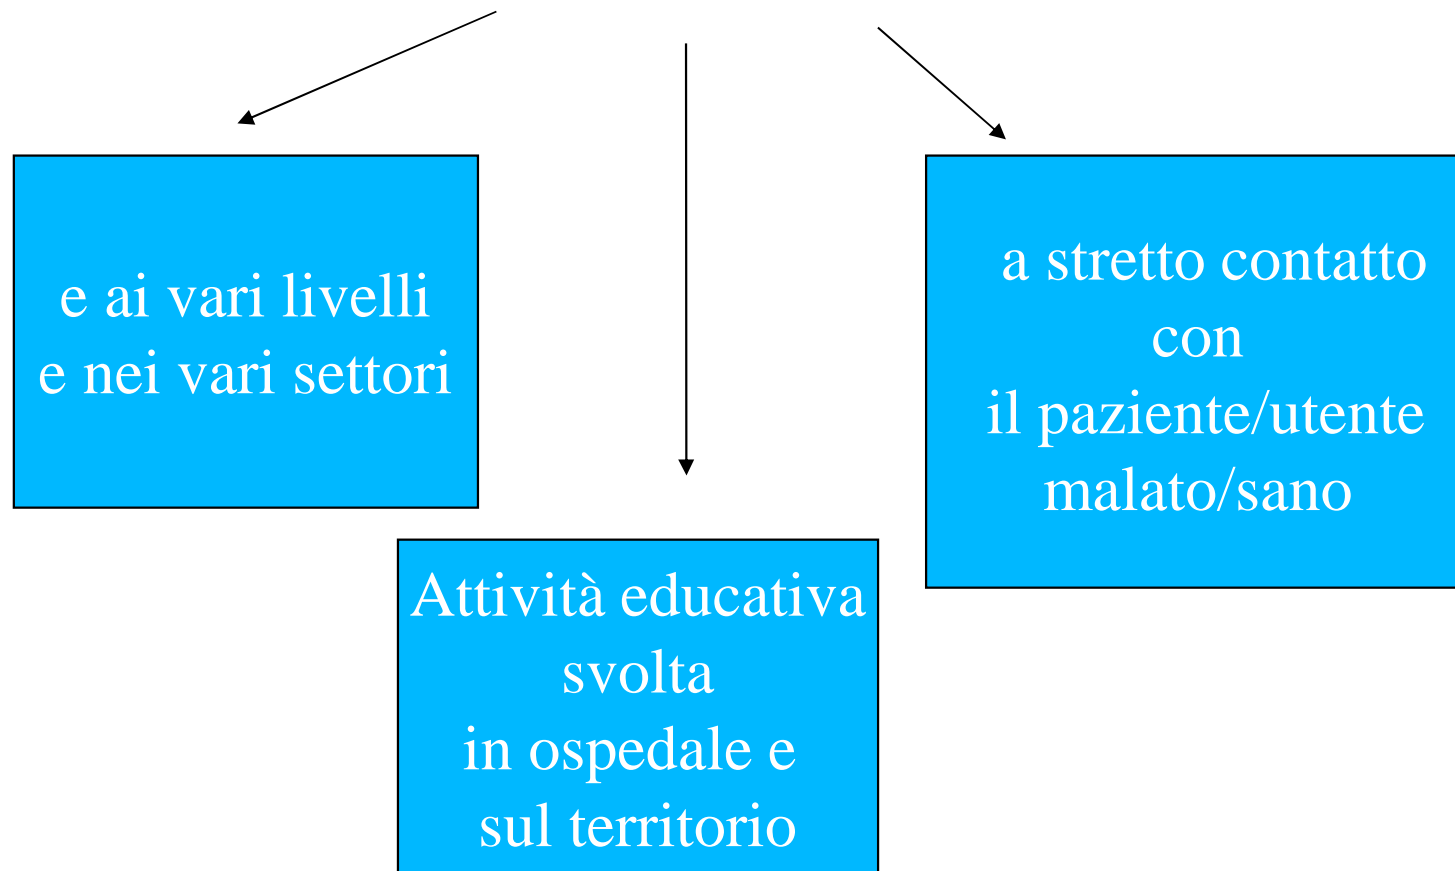 e ai vari livelli
e nei vari settori
Attività educativa
svolta
in ospedale e
sul territorio
a stretto contatto
con
il paziente/utente
malato/sano